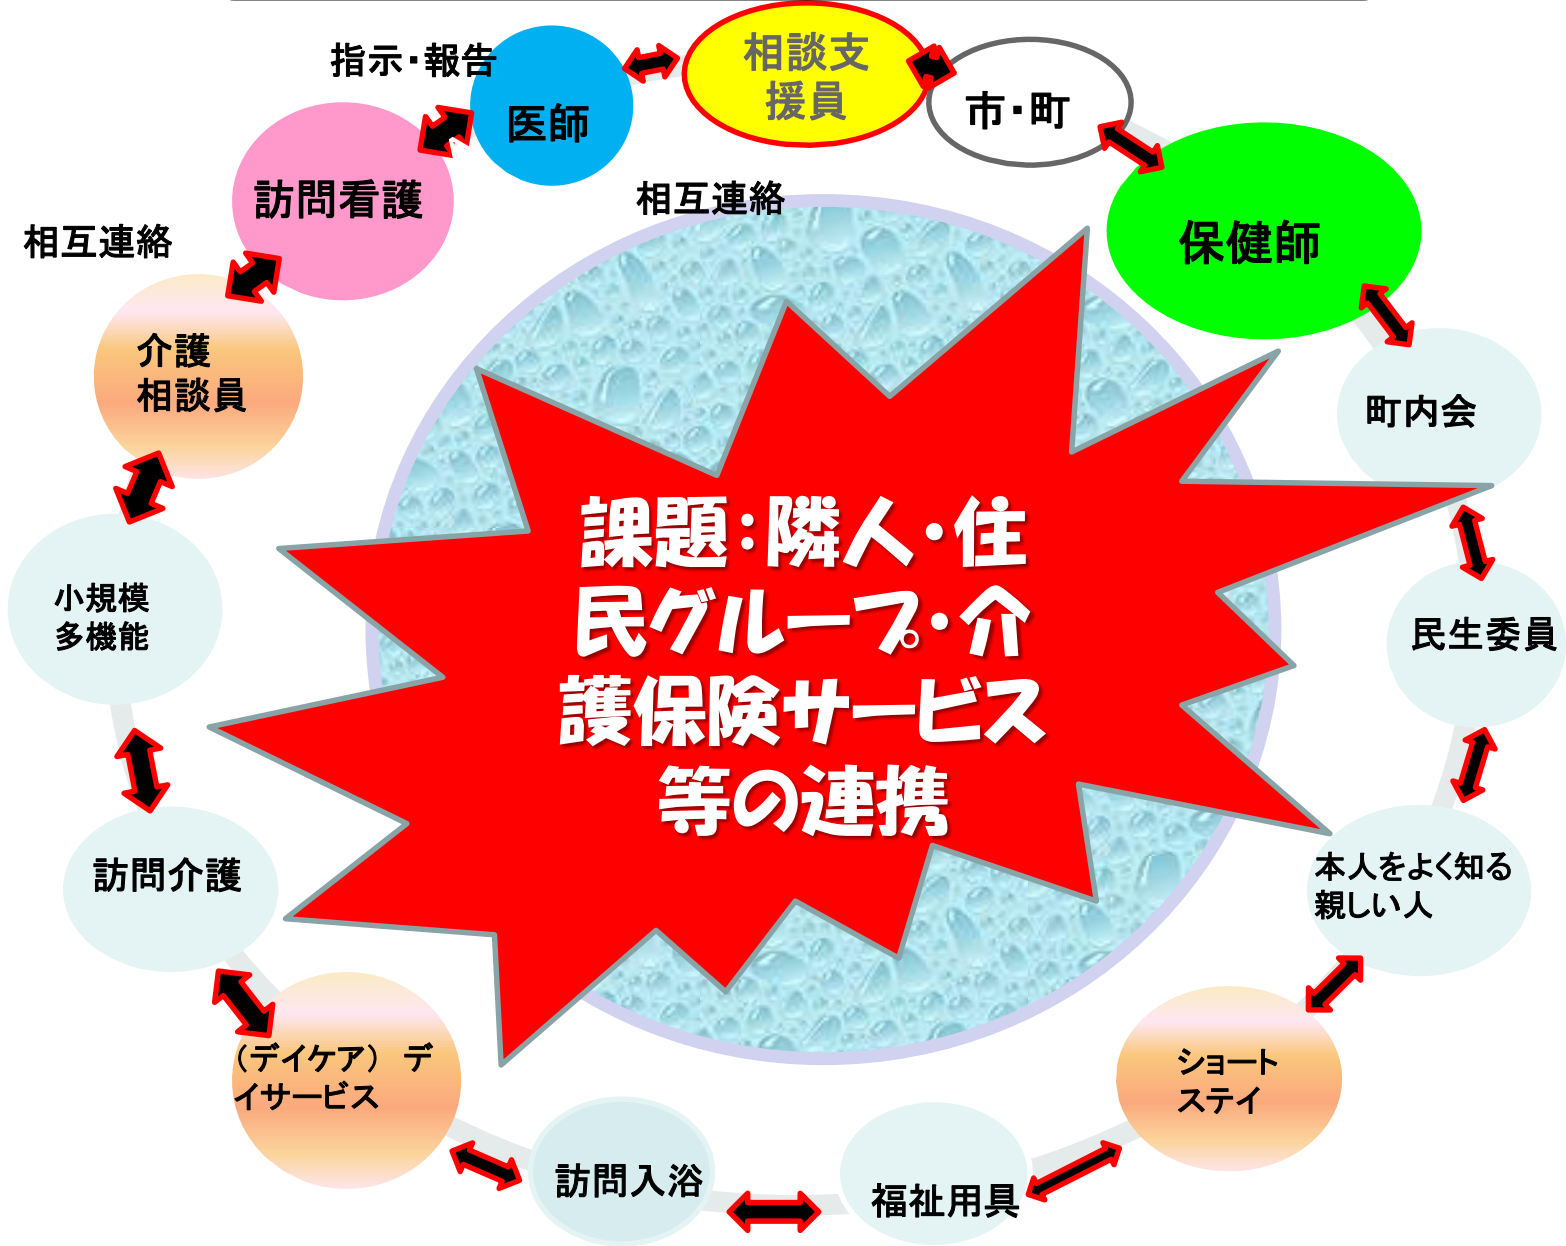 指示・報告
医師
相談支
援員
市・町
訪問看護
相互連絡
相互連絡
保健師
介護
相談員
町内会
課題：隣人・住
民グループ・介
護保険サービス
等の連携
小規模
多機能
民生委員
訪問介護
本人をよく知る
親しい人
（デイケア） デ
イサービス
ショート
ステイ
訪問入浴
福祉用具